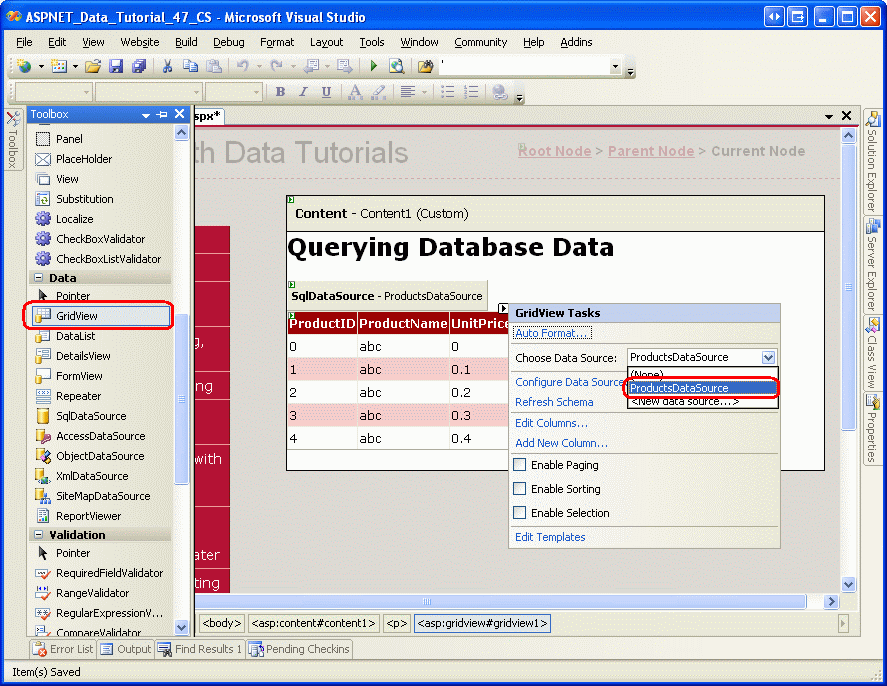 ASPNET_Data_Tutorial_47_CS - Microsoft Visual Studio
File Edit View Website Build Debug Format Layout Tools Window Community Help Addins
Toolbox
Toolbox
Panel
PlaceHolder
View
Substitution
Localize
CheckBoxValidator
CheckBoxListValidator
Data
Pointer
GridView
DataList
DetailsView
FormView
Repeater
SqlDataSource
AccessDataSource
ObjectDataSource
XmlDataSource
SiteMapDataSource
ReportViewer
Validation
Pointer
RequiredFieldValidator
RangeValidator
RegularExpressionV...
CompareValidator
spx*
th Data Tutorials
Root Node > Parent Node > Current Node
g,
ng
with
ater
ting
Content - Content1 (Custom)
Querying Database Data
SqlDataSource - ProductsDataSource
ProductID ProductName UnitPrice
0 abc 0
1 abc 0.1
2 abc 0.2
3 abc 0.3
4 abc 0.4
GridView Tasks
Auto Format...
Choose Data Source: ProductsDataSource
(None)
ProductsDataSource
<New data source...>
Configure Data Source
Refresh Schema
Edit Columns...
Add New Column...
Enable Paging
Enable Sorting
Enable Selection
Edit Templates
Solution Explorer
Server Explorer
Class View
Properties
<body> <asp:content#content1> <p> <asp:gridview#gridview1>
Error List Output Find Results 1 Pending Checkins
Item(s) Saved